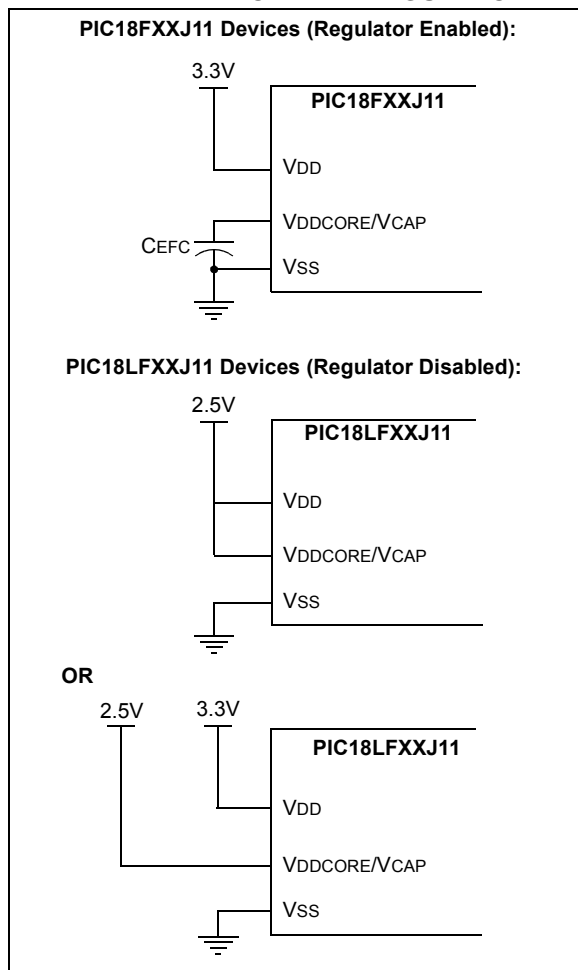 PIC18FXXJ11 Devices (Regulator Enabled):
3.3V
PIC18FXXJ11
VDD
VDDCORE/VCAP
CEFC
VSS
PIC18LFXXJ11 Devices (Regulator Disabled):
2.5V
PIC18LFXXJ11
VDD
VDDCORE/VCAP
VSS
OR
2.5V 3.3V
PIC18LFXXJ11
VDD
VDDCORE/VCAP
VSS